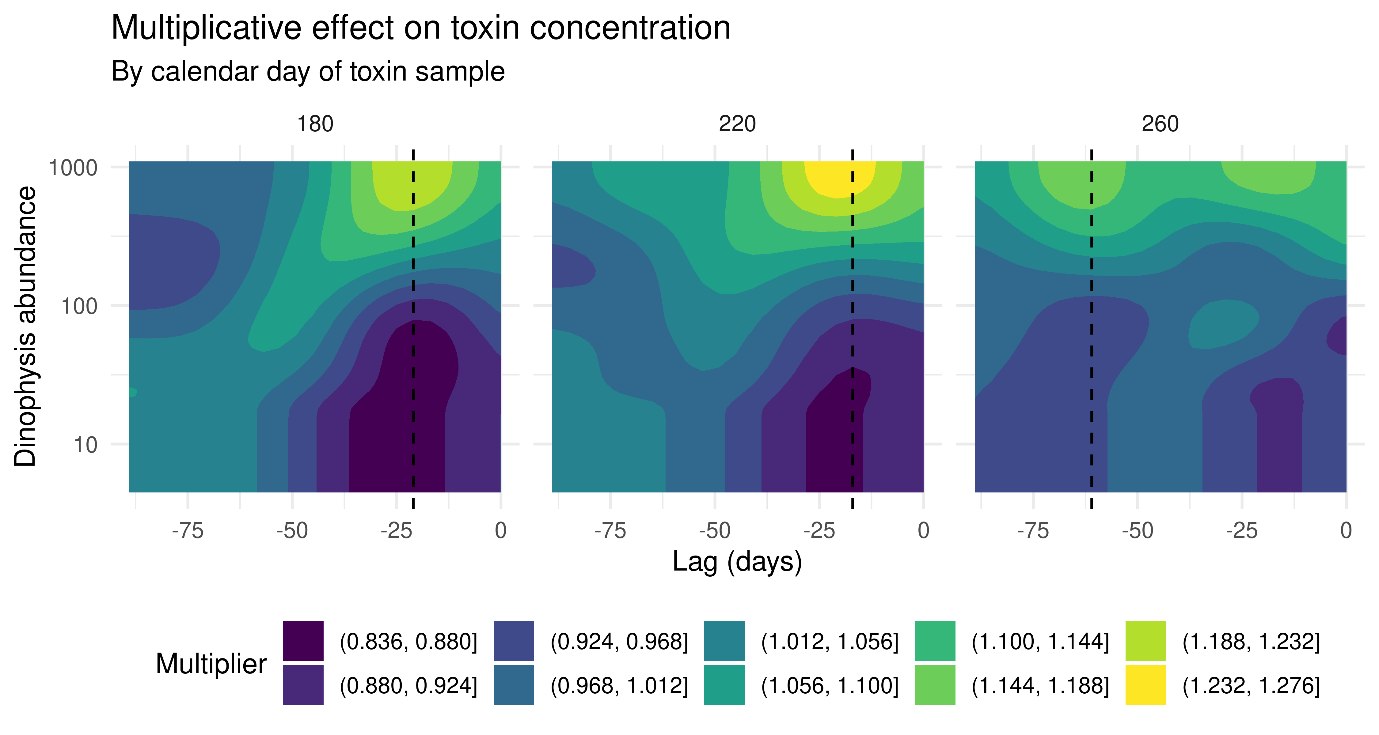 Multiplicative effect on toxin concentration
By calendar day of toxin sample
180 220 260
Dinophysis abundance
1000
100
10
-75 -50 -25 0 -75 -50 -25 0 -75 -50 -25 0
Lag (days)
Multiplier
(0.836, 0.880] (0.924, 0.968] (1.012, 1.056] (1.100, 1.144] (1.188, 1.232]
(0.880, 0.924] (0.968, 1.012] (1.056, 1.100] (1.144, 1.188] (1.232, 1.276]